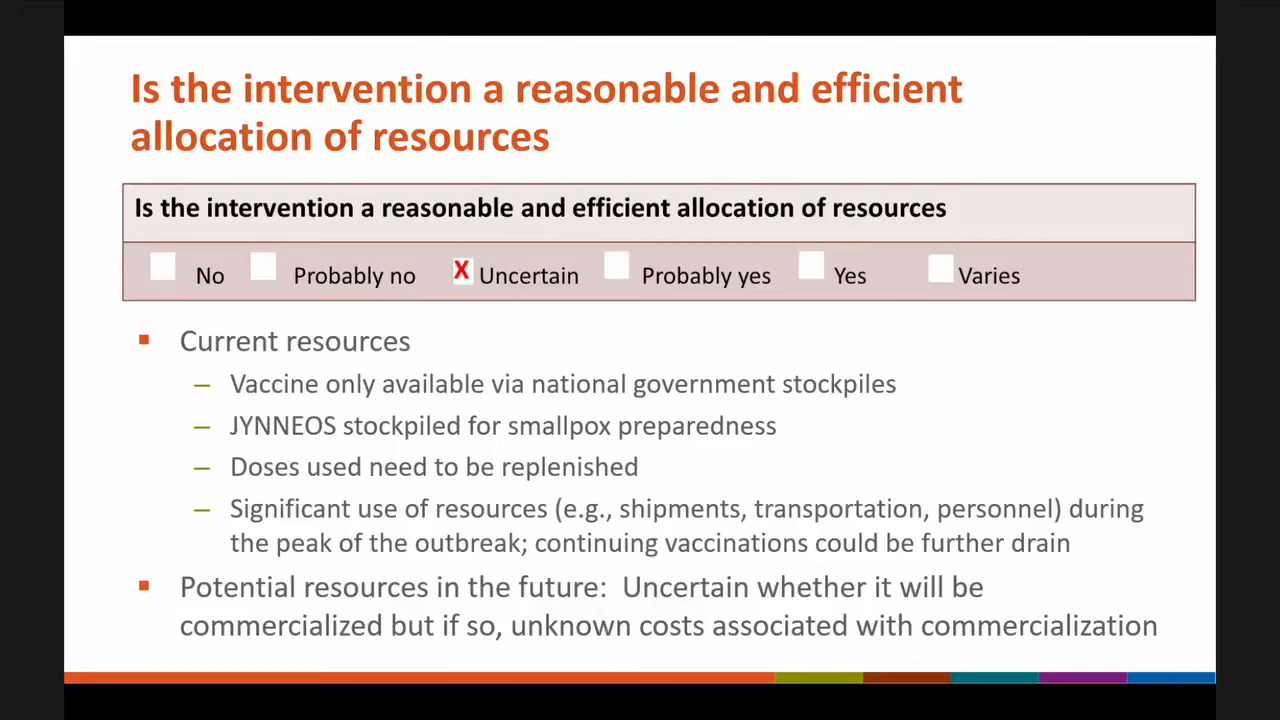 Is the intervention a reasonable and efficient
allocation of resources
Is the intervention a reasonable and efficient allocation of resources
No Probably no X Uncertain Probably yes Yes Varies
▪ Current resources
– Vaccine only available via national government stockpiles
– JYNNEOS stockpiled for smallpox preparedness
– Doses used need to be replenished
– Significant use of resources (e.g., shipments, transportation, personnel) during
the peak of the outbreak; continuing vaccinations could be further drain
▪ Potential resources in the future: Uncertain whether it will be
commercialized but if so, unknown costs associated with commercialization